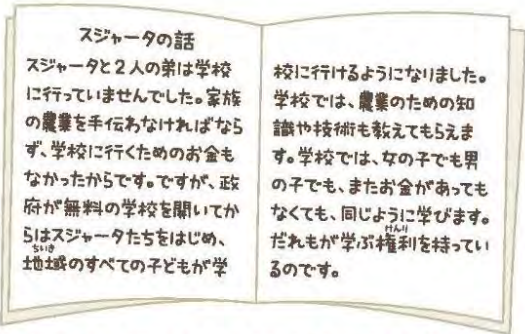 スジャータの話
スジャータと2人の弟は学校
に行っていませんでした。家族
の農業を手伝わなければなら
ず、学校に行くためのお金も
なかったからです。ですが、政
府が無料の学校を開いてか
らはスジャータたちをはじめ、
ちいき
地域のすべての子どもが学
校に行けるようになりました。
学校では、農業のための知
識や技術も教えてもらえま
す。学校では、女の子でも男
の子でも、またお金があっても
なくても、同じように学びます。
けんり
だれもが学ぶ権利を持ってい
るのです。